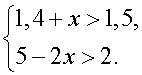 1,4 + x > 1,5,
5 − 2x > 2.